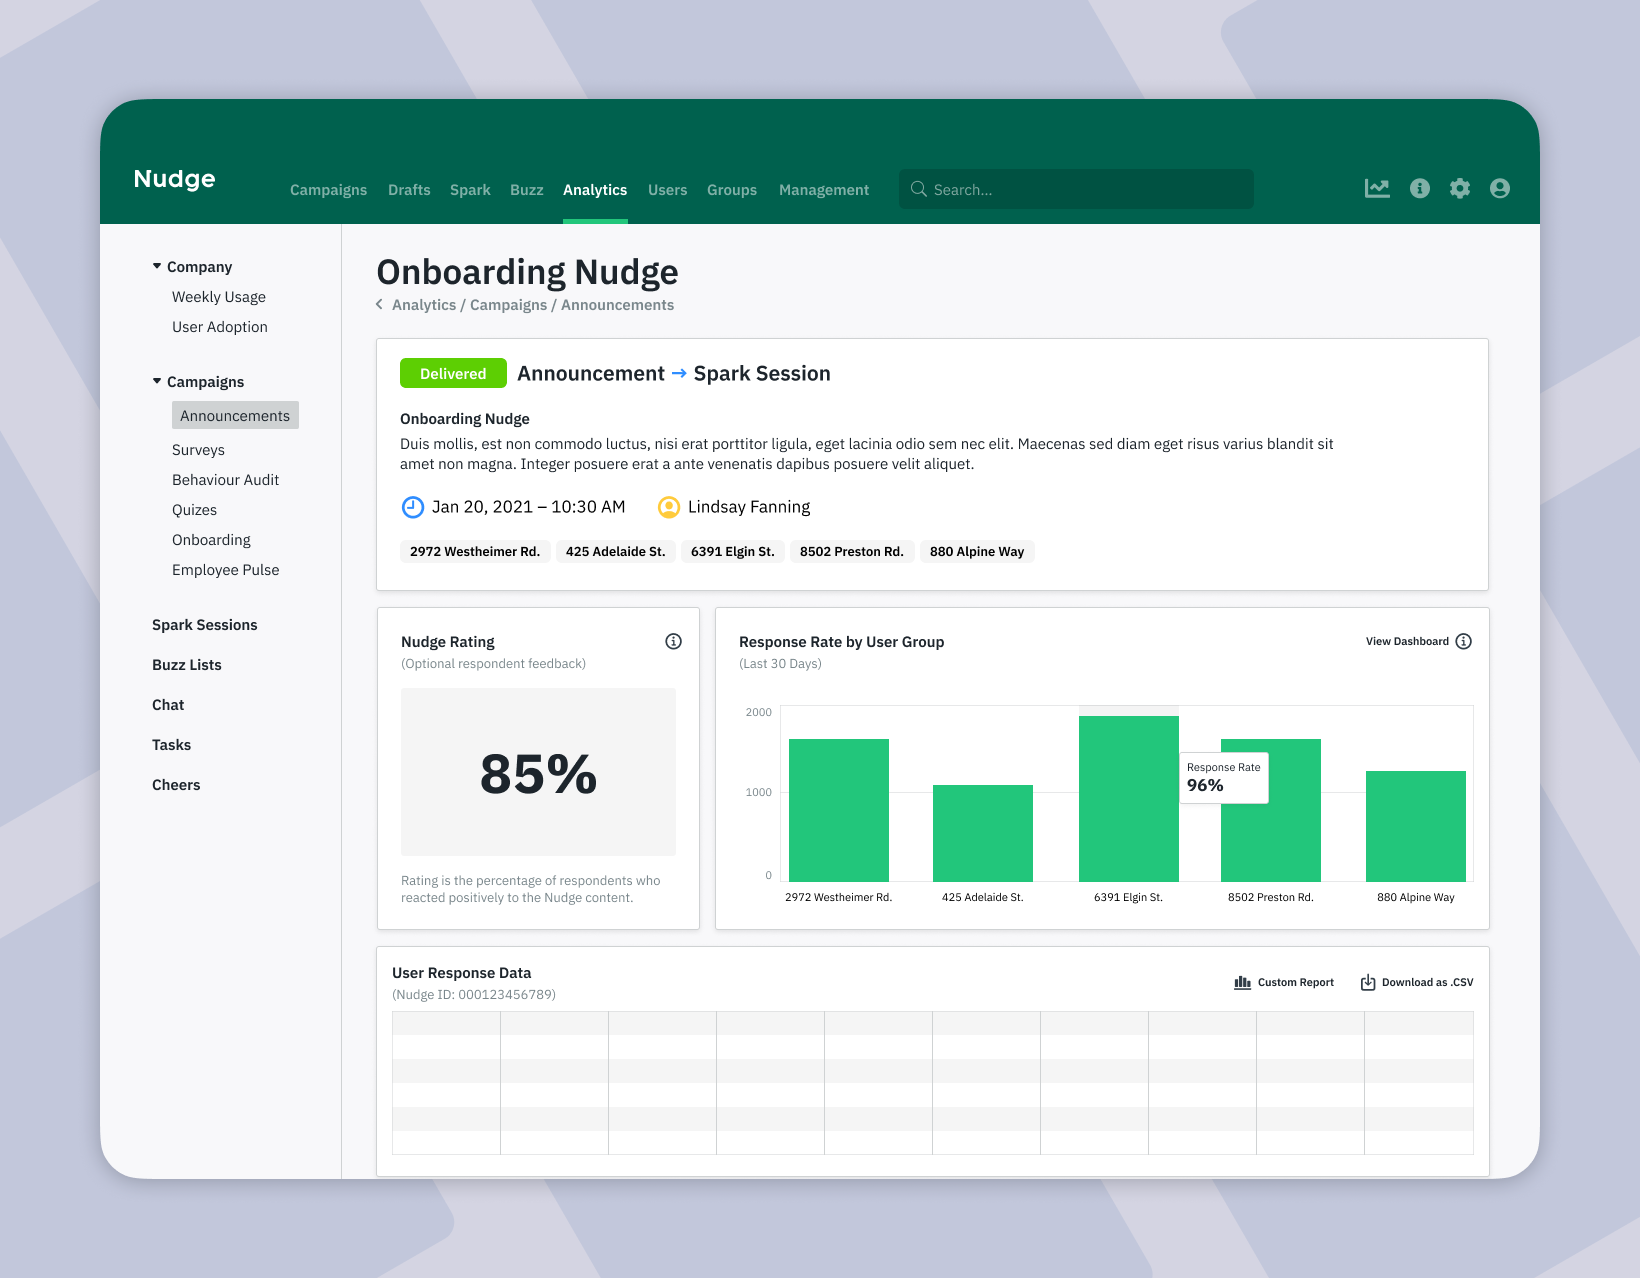 Nudge
Campaigns Drafts Spark Buzz Analytics Users Groups Management
Search...
Company
Weekly Usage
User Adoption
Campaigns
Announcements
Surveys
Behaviour Audit
Quizes
Onboarding
Employee Pulse
Spark Sessions
Buzz Lists
Chat
Tasks
Cheers
Onboarding Nudge
Analytics / Campaigns / Announcements
Delivered Announcement → Spark Session
Onboarding Nudge
Duis mollis, est non commodo luctus, nisi erat porttitor ligula, eget lacinia odio sem nec elit. Maecenas sed diam eget risus varius blandit sit
amet non magna. Integer posuere erat a ante venenatis dapibus posuere velit aliquet.
Jan 20, 2021 – 10:30 AM Lindsay Fanning
2972 Westheimer Rd. 425 Adelaide St. 6391 Elgin St. 8502 Preston Rd. 880 Alpine Way
Nudge Rating
(Optional respondent feedback)
85%
Rating is the percentage of respondents who
reacted positively to the Nudge content.
Response Rate by User Group
(Last 30 Days)
View Dashboard
2000
1000
0
Response Rate
96%
2972 Westheimer Rd. 425 Adelaide St. 6391 Elgin St. 8502 Preston Rd. 880 Alpine Way
User Response Data
(Nudge ID: 000123456789)
Custom Report Download as .CSV